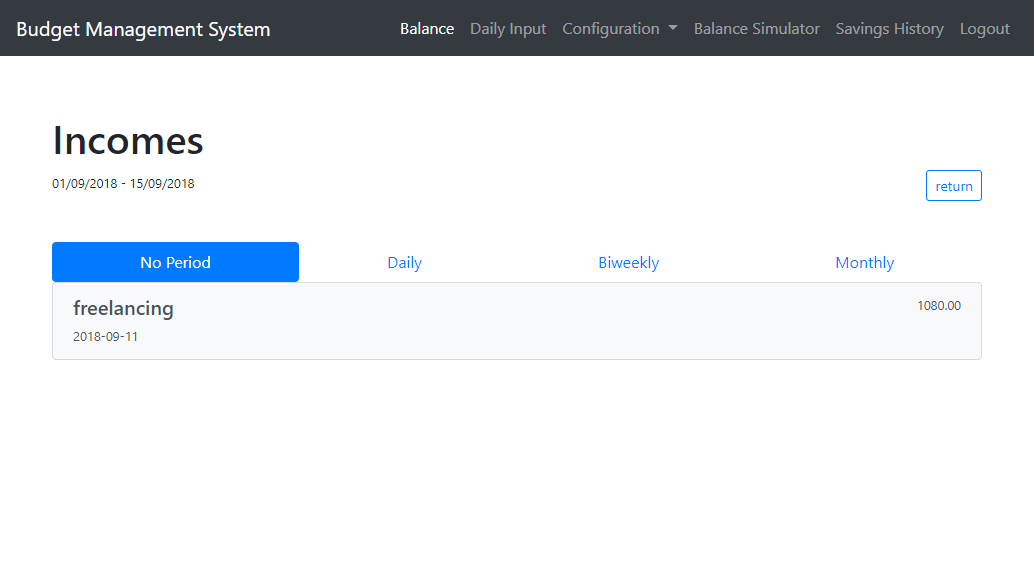 Budget Management System Balance Daily Input Configuration Balance Simulator Savings History Logout
Incomes
01/09/2018 - 15/09/2018
return
No Period Daily Biweekly Monthly
freelancing 1080.00
2018-09-11